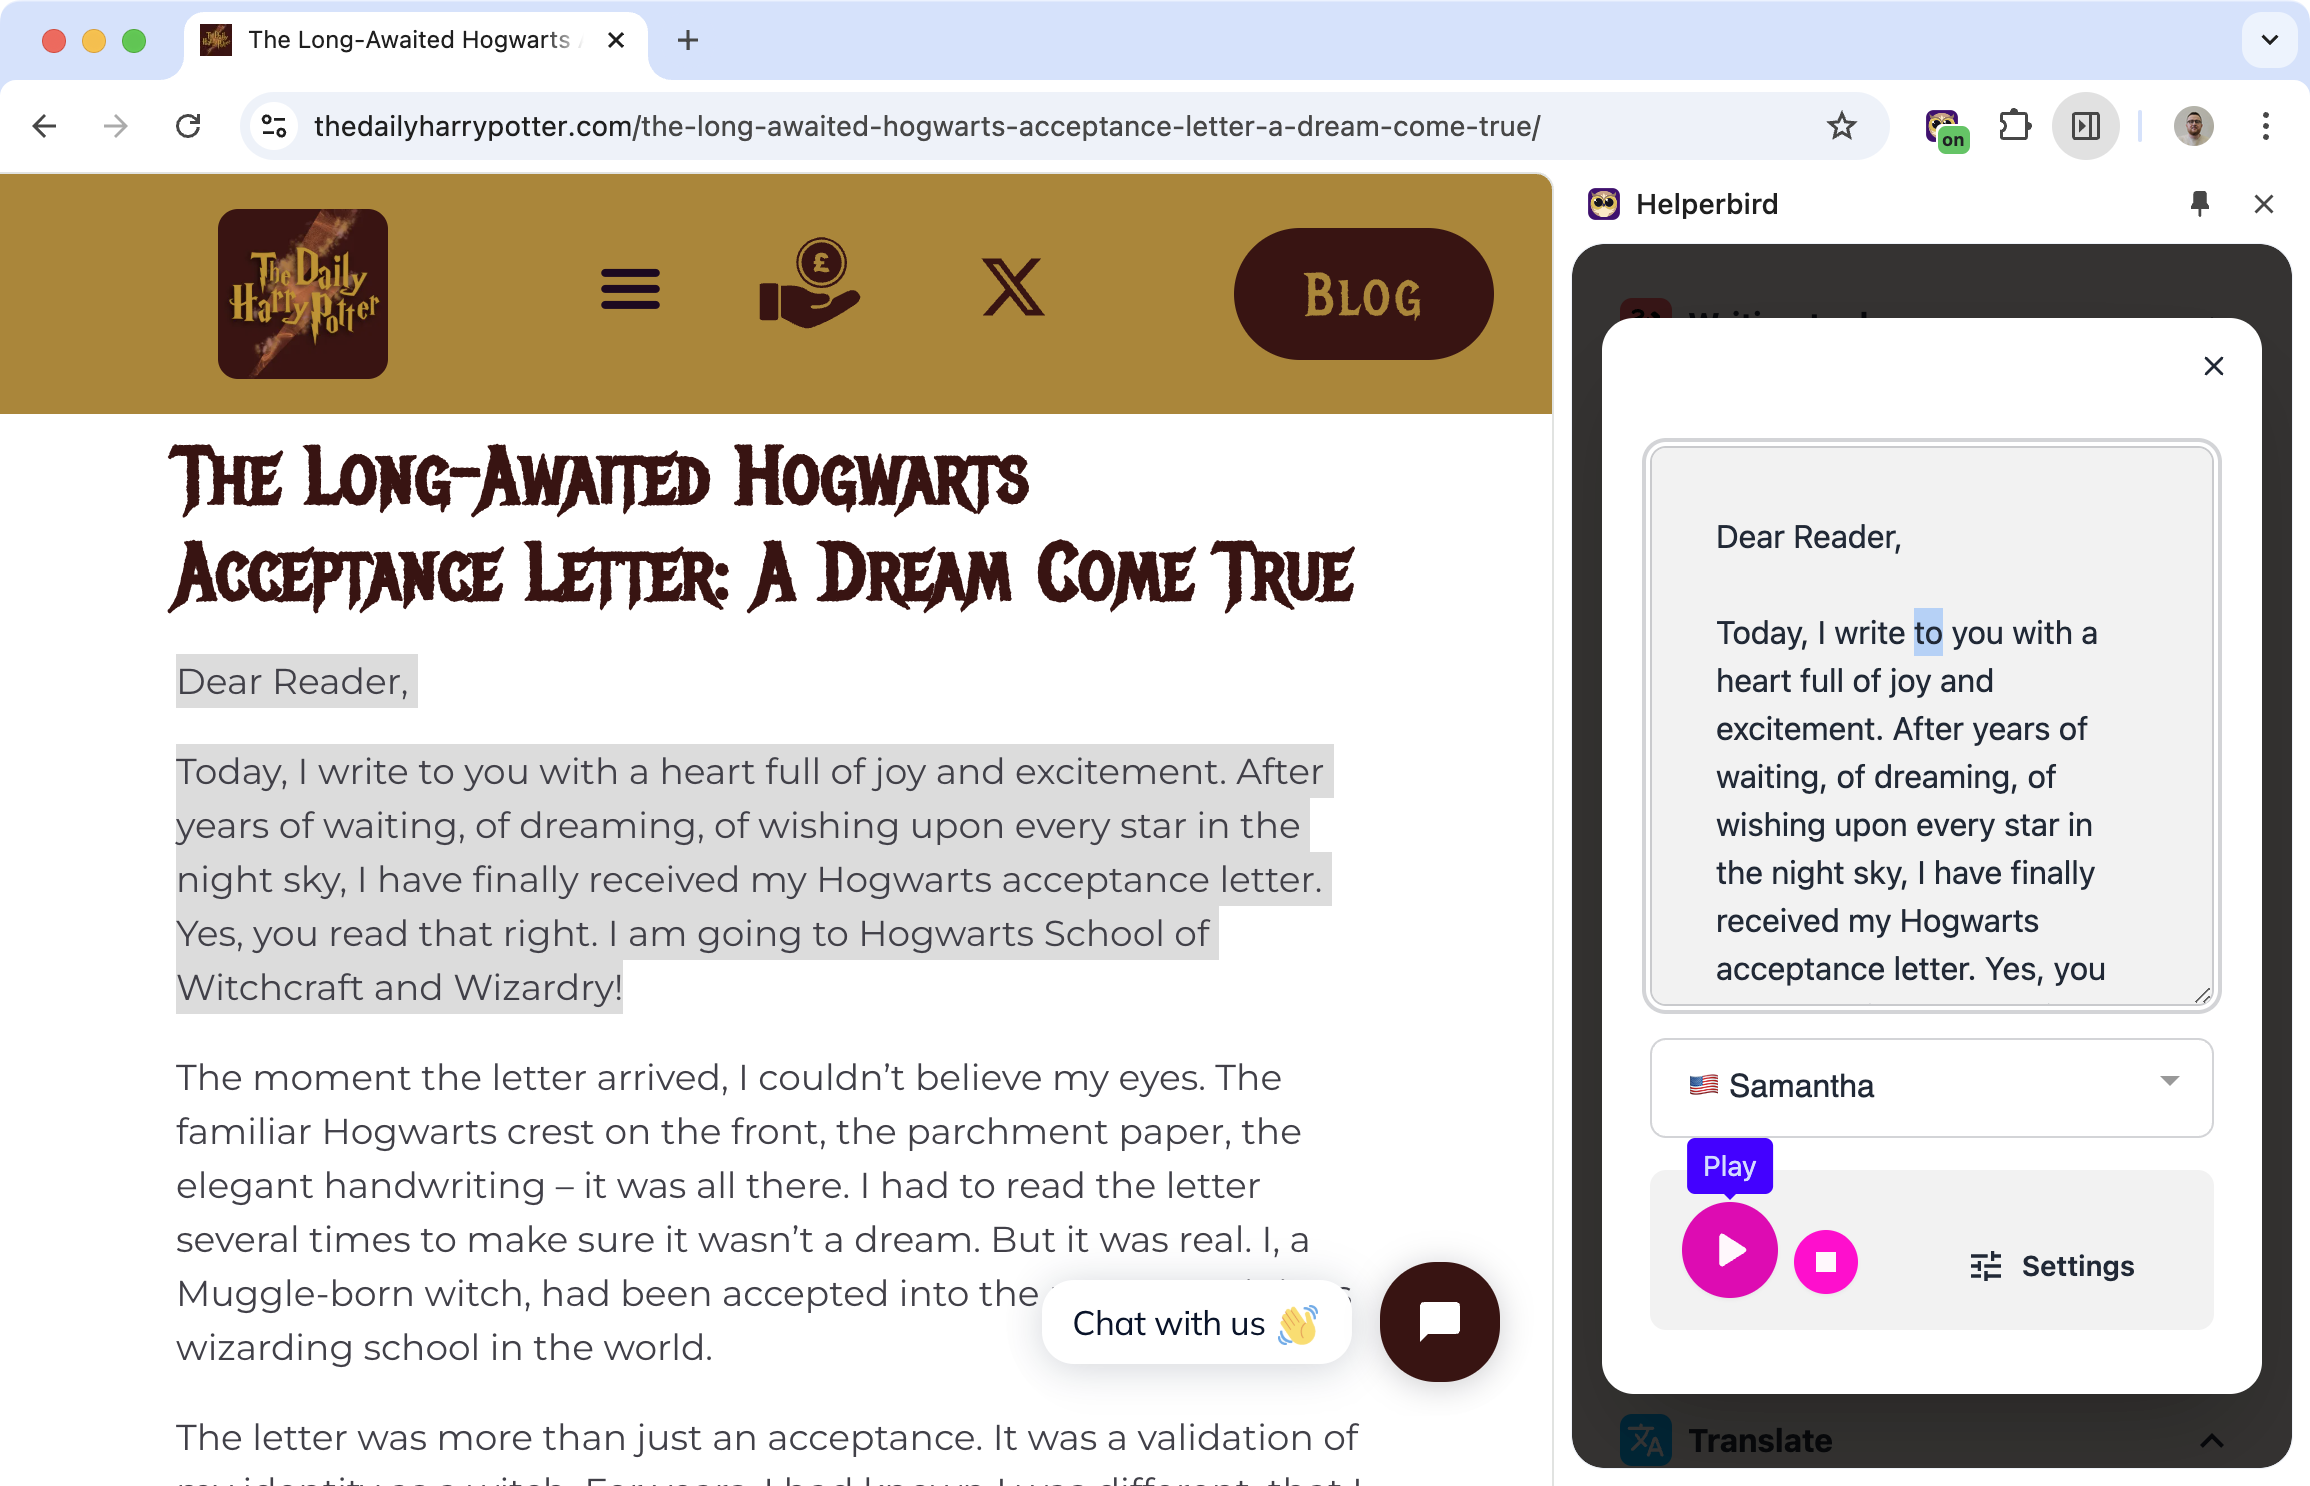 The Long-Awaited Hogwarts
thedailyharrypotter.com/the-long-awaited-hogwarts-acceptance-letter-a-dream-come-true/
on
The Daily
Harry Potter
£
Blog
The Long-Awaited Hogwarts
Acceptance Letter: A Dream Come True
Dear Reader,
Today, I write to you with a heart full of joy and excitement. After
years of waiting, of dreaming, of wishing upon every star in the
night sky, I have finally received my Hogwarts acceptance letter.
Yes, you read that right. I am going to Hogwarts School of
Witchcraft and Wizardry!
The moment the letter arrived, I couldn’t believe my eyes. The
familiar Hogwarts crest on the front, the parchment paper, the
elegant handwriting – it was all there. I had to read the letter
several times to make sure it wasn’t a dream. But it was real. I, a
Muggle-born witch, had been accepted into the
wizarding school in the world.
The letter was more than just an acceptance. It was a validation of
Chat with us 👋
Helperbird
Dear Reader,
Today, I write to you with a
heart full of joy and
excitement. After years of
waiting, of dreaming, of
wishing upon every star in
the night sky, I have finally
received my Hogwarts
acceptance letter. Yes, you
🇺🇸 Samantha
Play
Settings
Translate